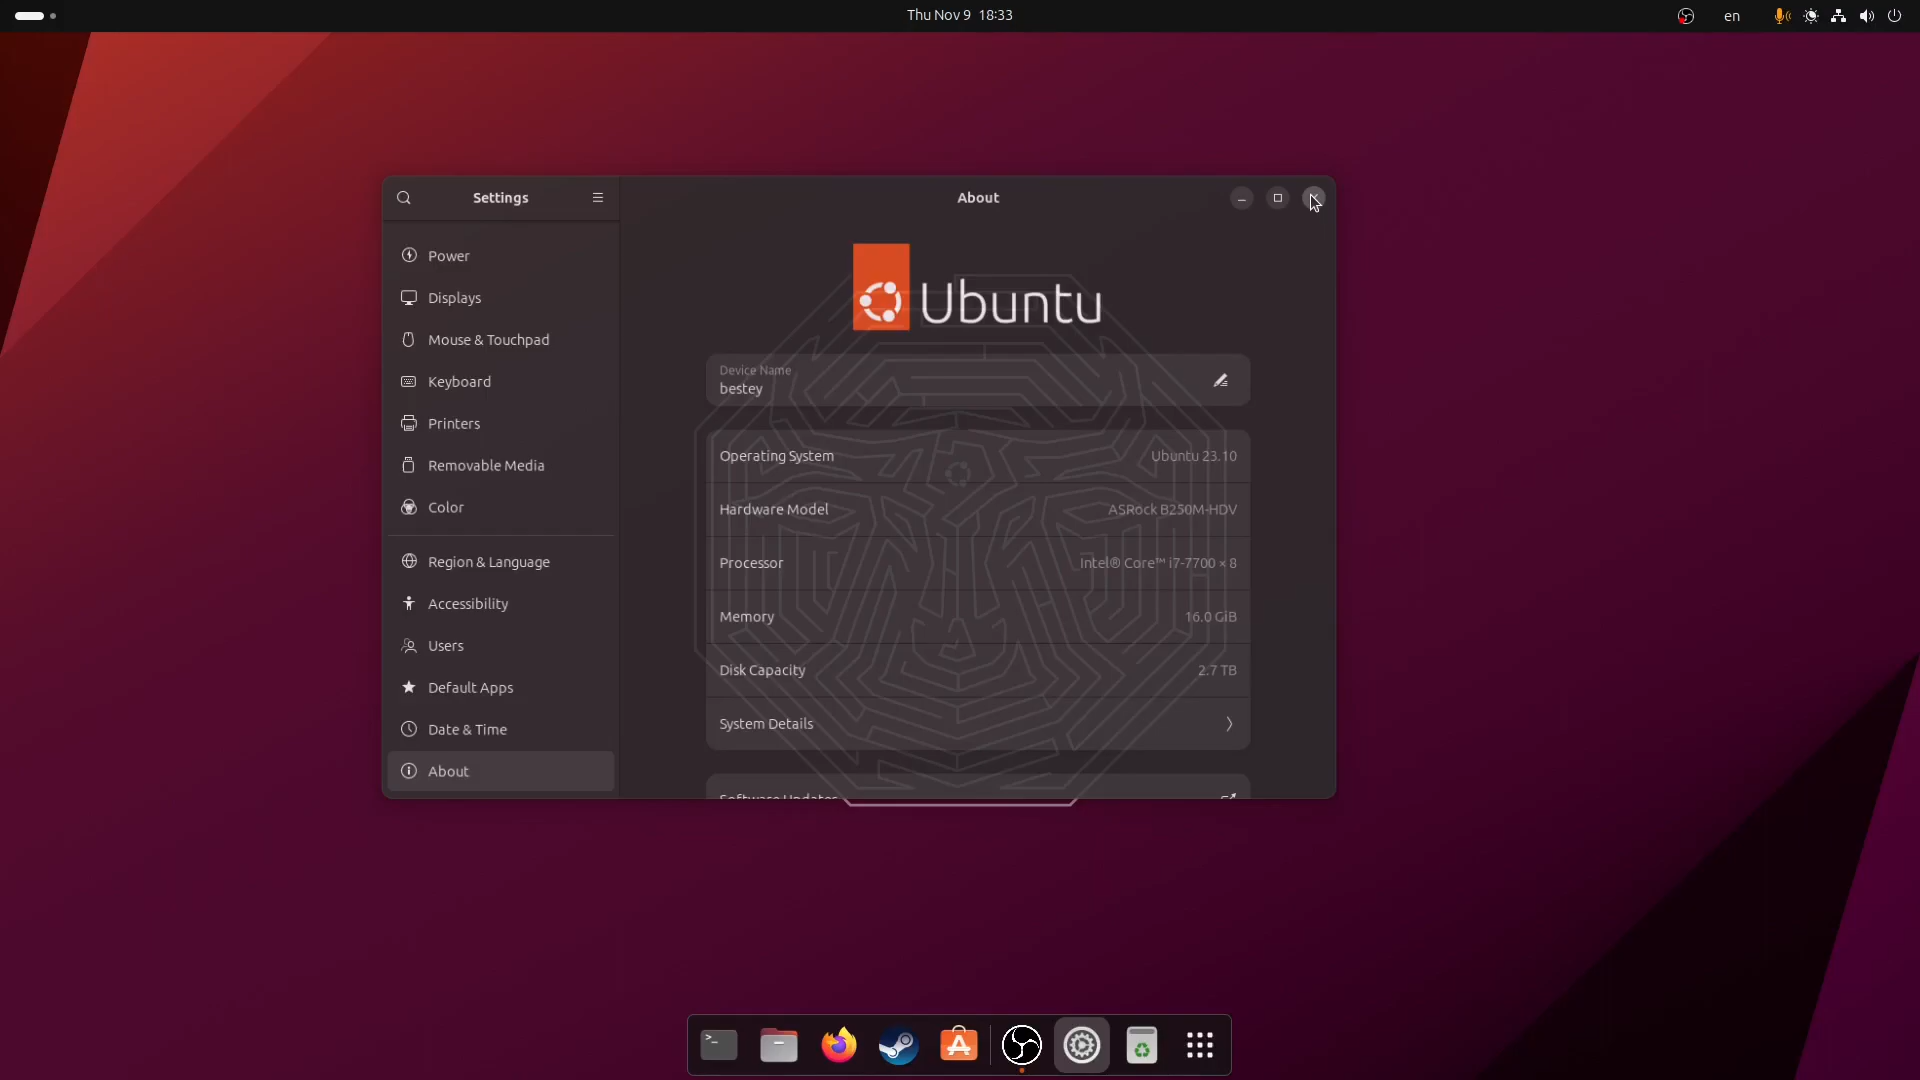 Thu Nov 9 18:33
en
Settings
About
Power
Displays
Mouse & Touchpad
Keyboard
Printers
Removable Media
Color
Region & Language
Accessibility
Users
Default Apps
Date & Time
About
Ubuntu
Device Name
bestey
Operating System Ubuntu 23.10
Hardware Model ASRock B250M-HDV
Processor Intel® Core™ i7-7700 × 8
Memory 16.0 GiB
Disk Capacity 2.7 TB
System Details
Software Updates